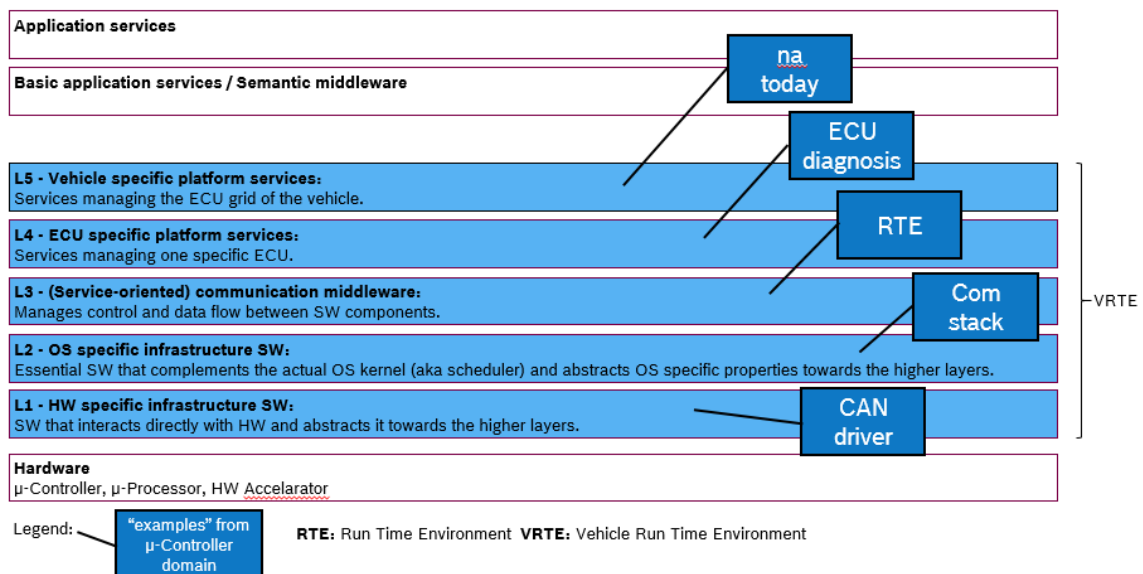 Application services
na
today
Basic application services / Semantic middleware
ECU
diagnosis
L5 - Vehicle specific platform services:
Services managing the ECU grid of the vehicle.
RTE
L4 - ECU specific platform services:
Services managing one specific ECU.
Com
stack
L3 - (Service-oriented) communication middleware:
Manages control and data flow between SW components.
VRTE
L2 - OS specific infrastructure SW:
Essential SW that complements the actual OS kernel (aka scheduler) and abstracts OS specific properties towards the higher layers.
L1 - HW specific infrastructure SW:
SW that interacts directly with HW and abstracts it towards the higher layers.
CAN
driver
Hardware
µ-Controller, µ-Processor, HW Accelarator
Legend:
“examples” from
µ-Controller
domain
RTE: Run Time Environment VRTE: Vehicle Run Time Environment